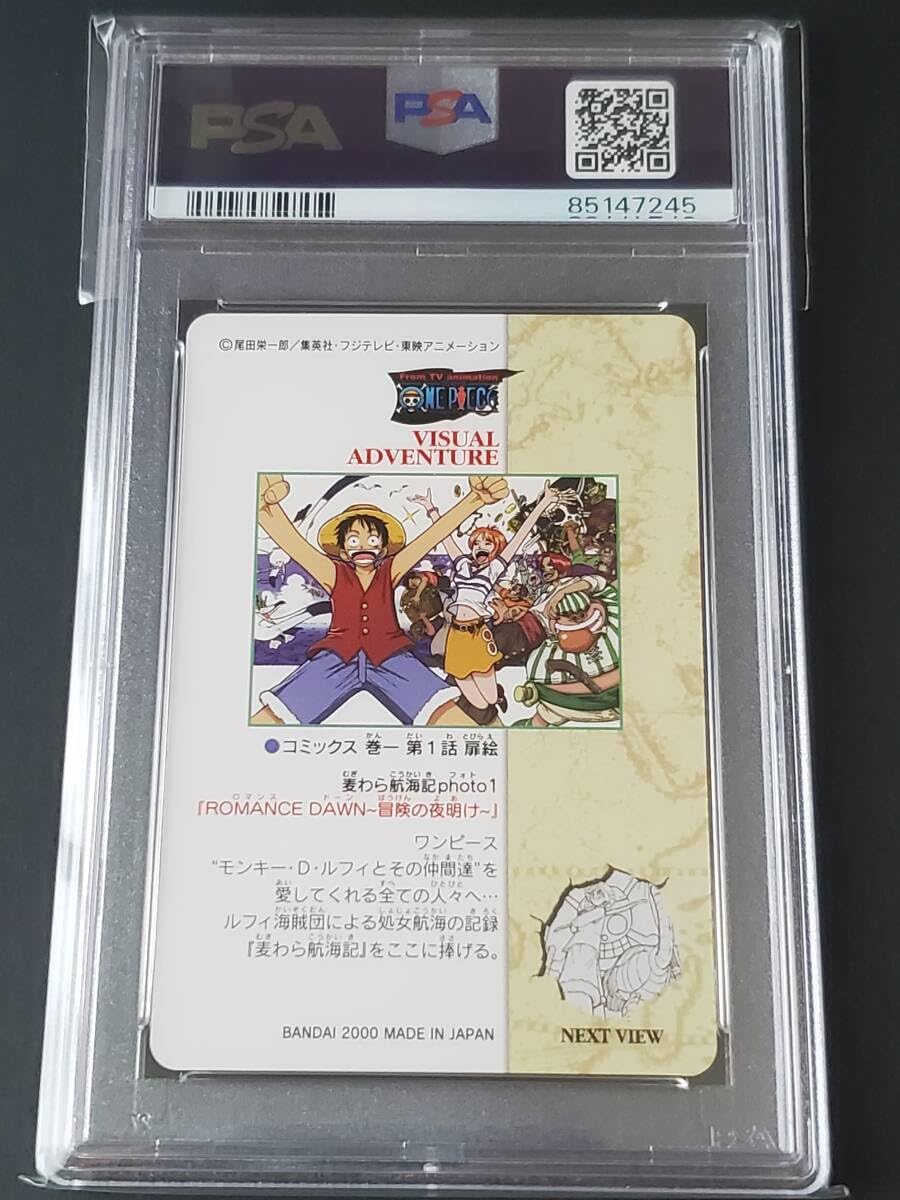 PSA
PSA
85147245
©尾田栄一郎/集英社・フジテレビ・東映アニメーション
From TV animation
ONE PIECE
VISUAL
ADVENTURE
●コミックス 巻一 第1話 扉絵
麦わら航海記photo1
『ROMANCE DAWN~冒険の夜明け~』
ワンピース
“モンキー・D・ルフィとその仲間達”を
愛してくれる全ての人々へ…
ルフィ海賊団による処女航海の記録
『麦わら航海記』をここに捧げる。
BANDAI 2000 MADE IN JAPAN
NEXT VIEW